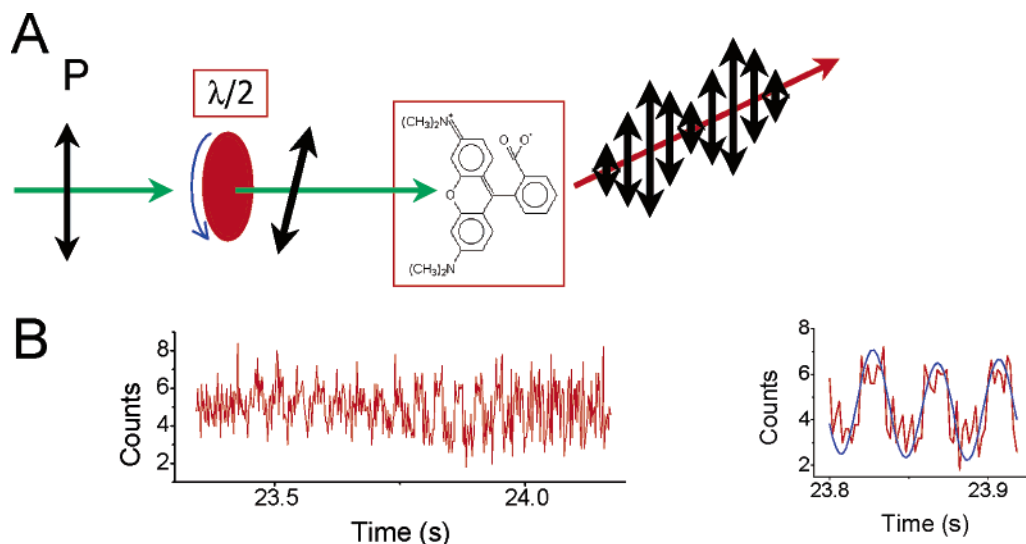 A
P
λ/2
(CH₃)₂N⁺
O
O⁻
O
(CH₃)₂N
B
Counts
8
6
4
2
23.5
24.0
Time (s)
Counts
8
6
4
2
23.8
23.9
Time (s)